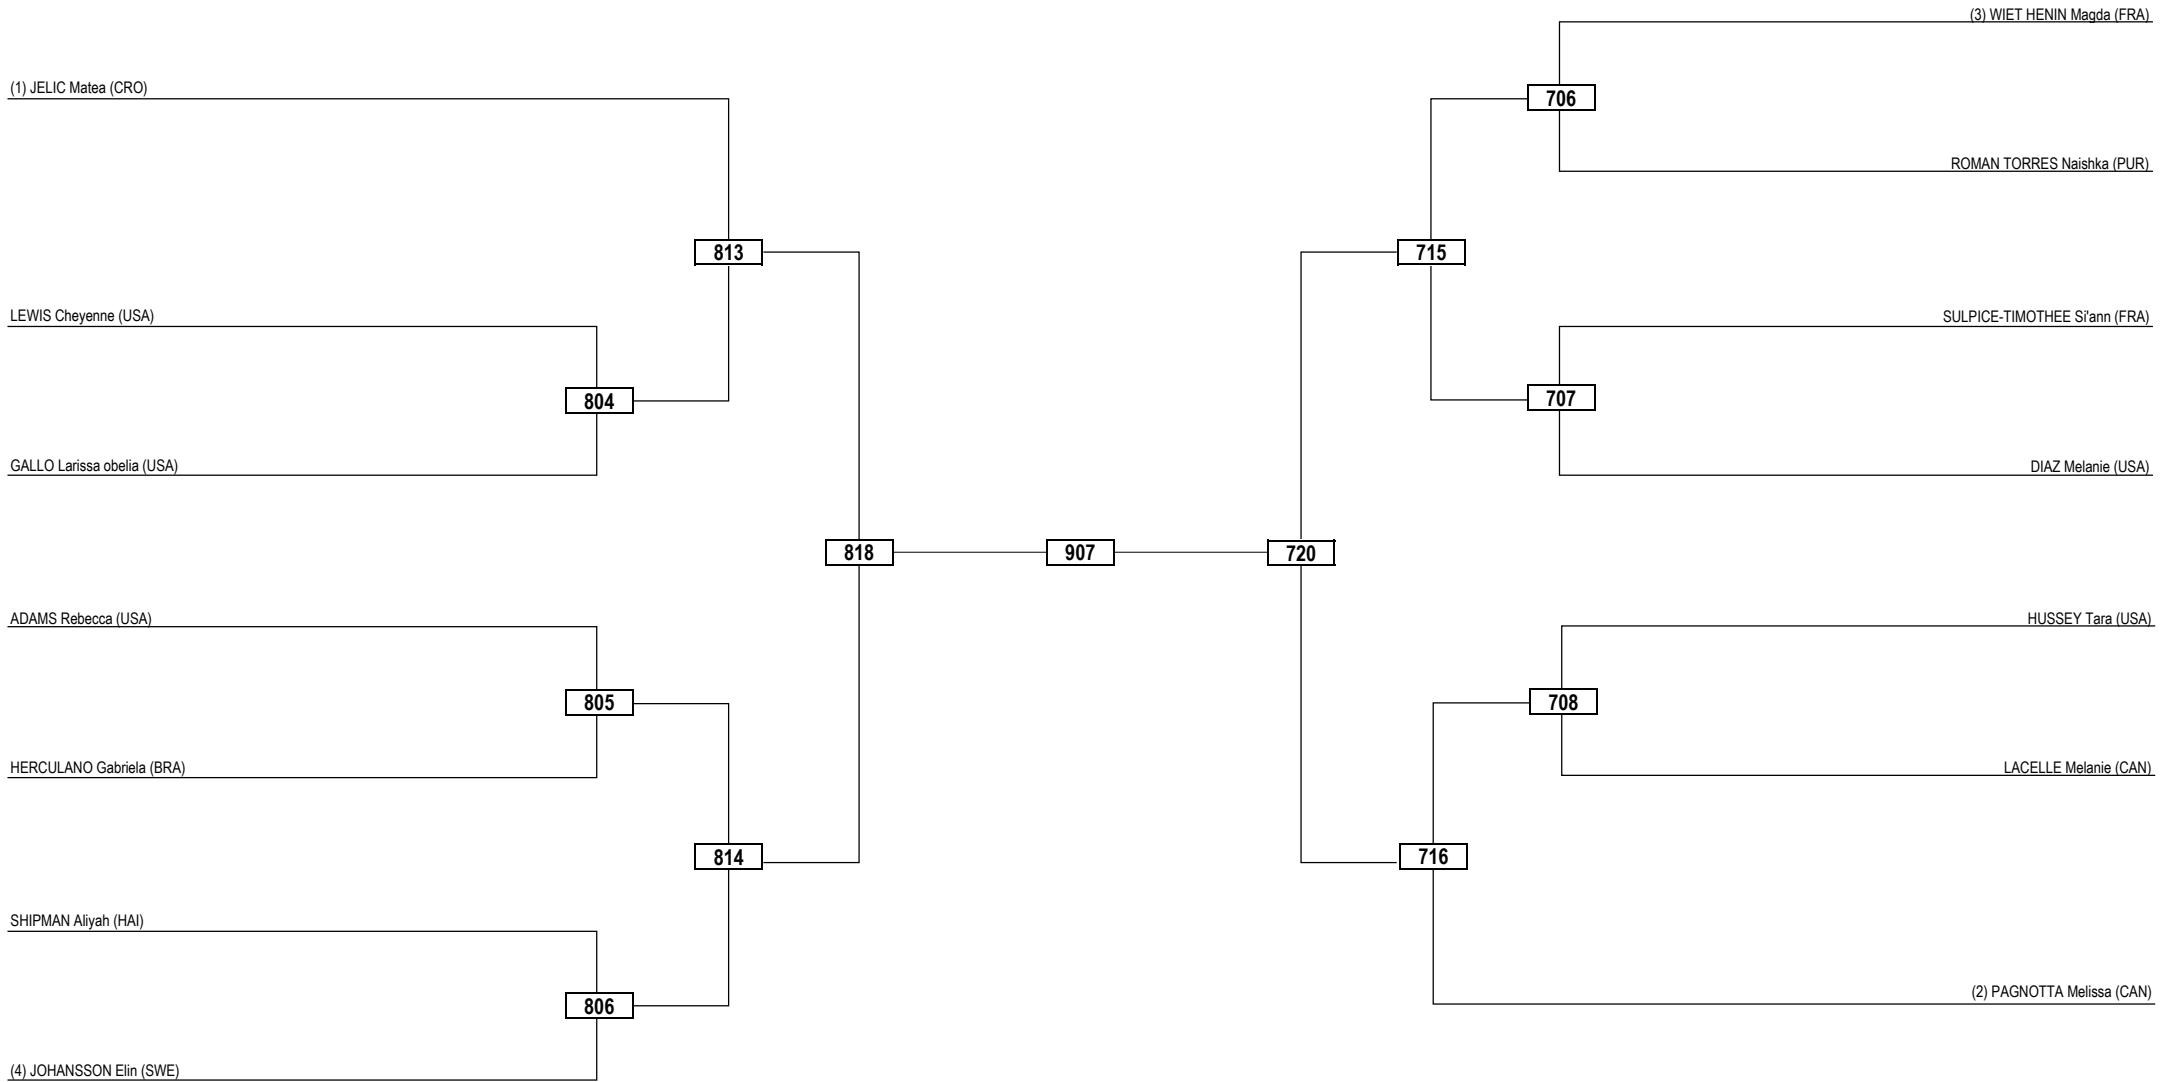 (1) JELIC Matea (CRO)
813
LEWIS Cheyenne (USA)
804
GALLO Larissa obelia (USA)
818
ADAMS Rebecca (USA)
805
HERCULANO Gabriela (BRA)
814
SHIPMAN Aliyah (HAI)
806
(4) JOHANSSON Elin (SWE)
907
(3) WIET HENIN Magda (FRA)
706
ROMAN TORRES Naishka (PUR)
715
SULPICE-TIMOTHEE Si'ann (FRA)
707
DIAZ Melanie (USA)
720
HUSSEY Tara (USA)
708
LACELLE Melanie (CAN)
716
(2) PAGNOTTA Melissa (CAN)